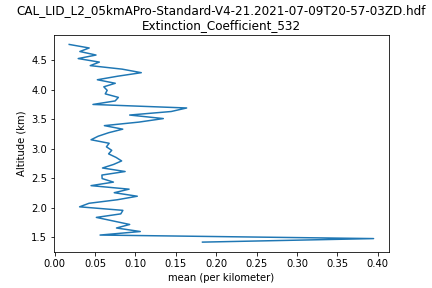 CAL_LID_L2_05kmAPro-Standard-V4-21.2021-07-09T20-57-03ZD.hdf
Extinction_Coefficient_532
Altitude (km)
4.5
4.0
3.5
3.0
2.5
2.0
1.5
0.00 0.05 0.10 0.15 0.20 0.25 0.30 0.35 0.40
mean (per kilometer)